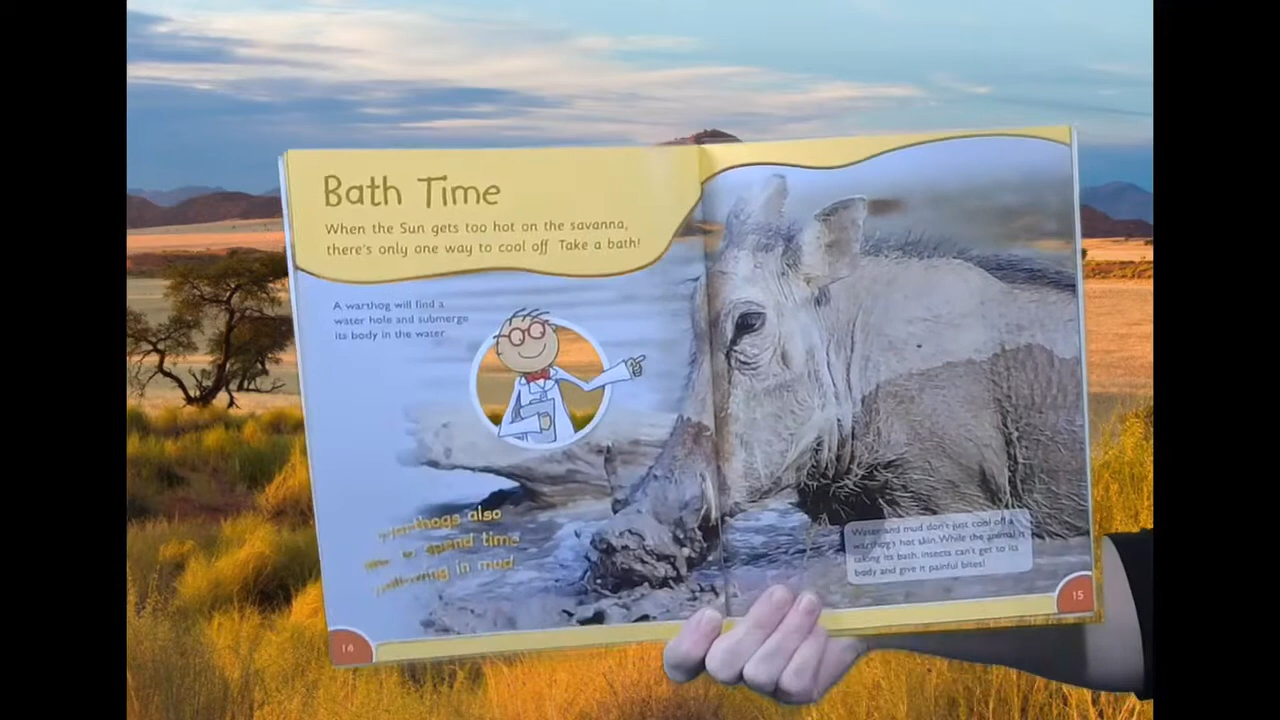 Bath Time
When the Sun gets too hot on the savanna,
there's only one way to cool off. Take a bath!
A warthog will find a
water hole and submerge
its body in the water.
Warthogs also
to spend time
wallowing in mud.
Water and mud don't just cool off a
warthog's hot skin. While the animal is
taking its bath, insects can't get to its
body and give it painful bites!
14
15